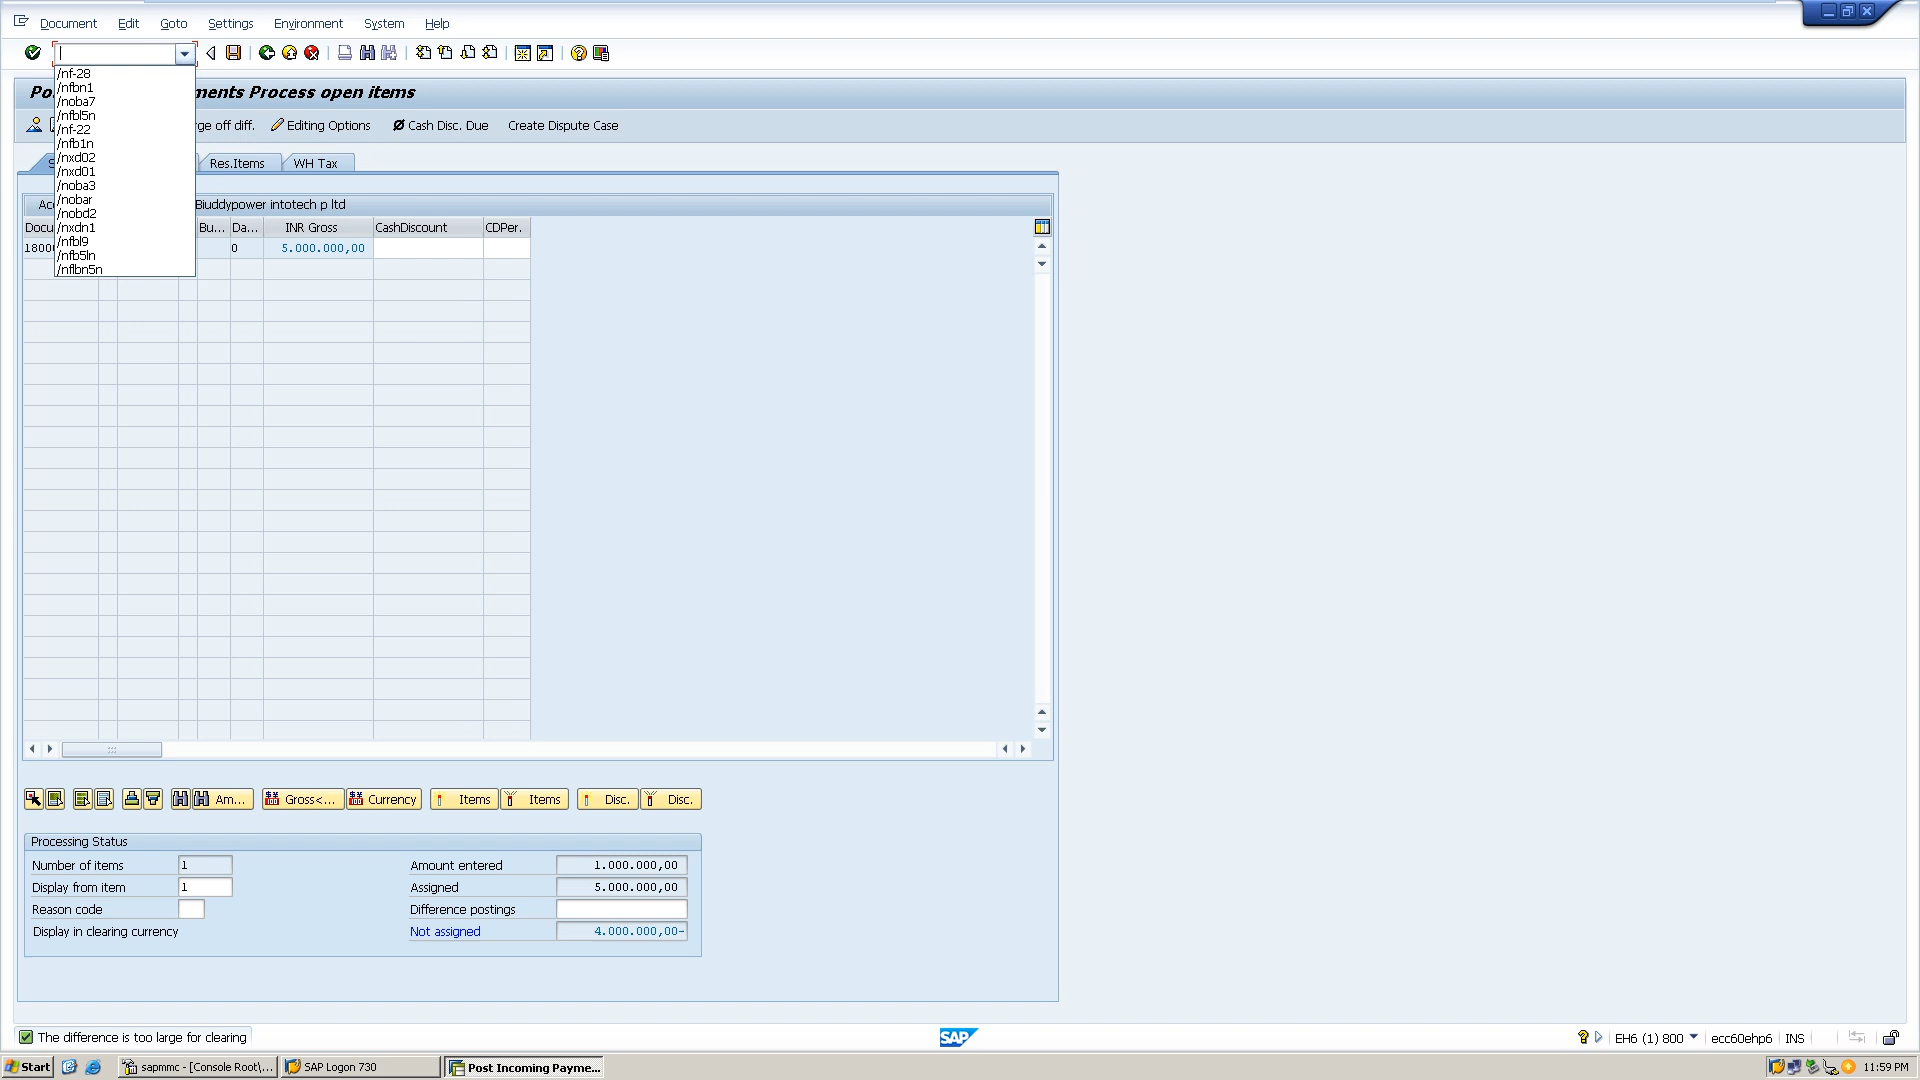 Document Edit Goto Settings Environment System Help
/nf-28
/nfbn1
/noba7
/nfbl5n
/nf-22
/nfb1n
/nxd02
/nxd01
/noba3
/nobar
/nobd2
/nxdn1
/nfbl9
/nfb5ln
/nflbn5n
Po ments Process open items
rge off diff. Editing Options Cash Disc. Due Create Dispute Case
S Res.Items WH Tax
Acc Biuddypower intotech p ltd
Docu Bu... Da... INR Gross CashDiscount CDPer.
1800 0 5.000.000,00
Am... Gross<... Currency Items Items Disc. Disc.
Processing Status
Number of items 1 Amount entered 1.000.000,00
Display from item 1 Assigned 5.000.000,00
Reason code Difference postings
Display in clearing currency Not assigned 4.000.000,00-
The difference is too large for clearing SAP EH6 (1) 800 ecc60ehp6 INS
Start sapmmc - [Console Root\... SAP Logon 730 Post Incoming Payme... 11:59 PM